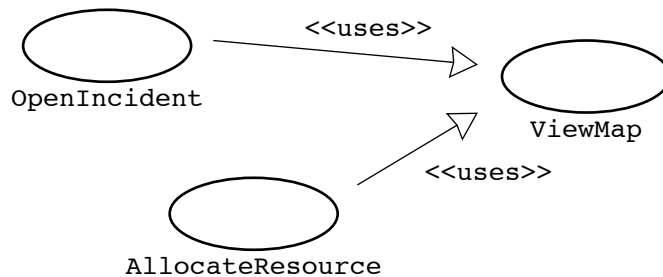 <<uses>>
OpenIncident
ViewMap
<<uses>>
AllocateResource